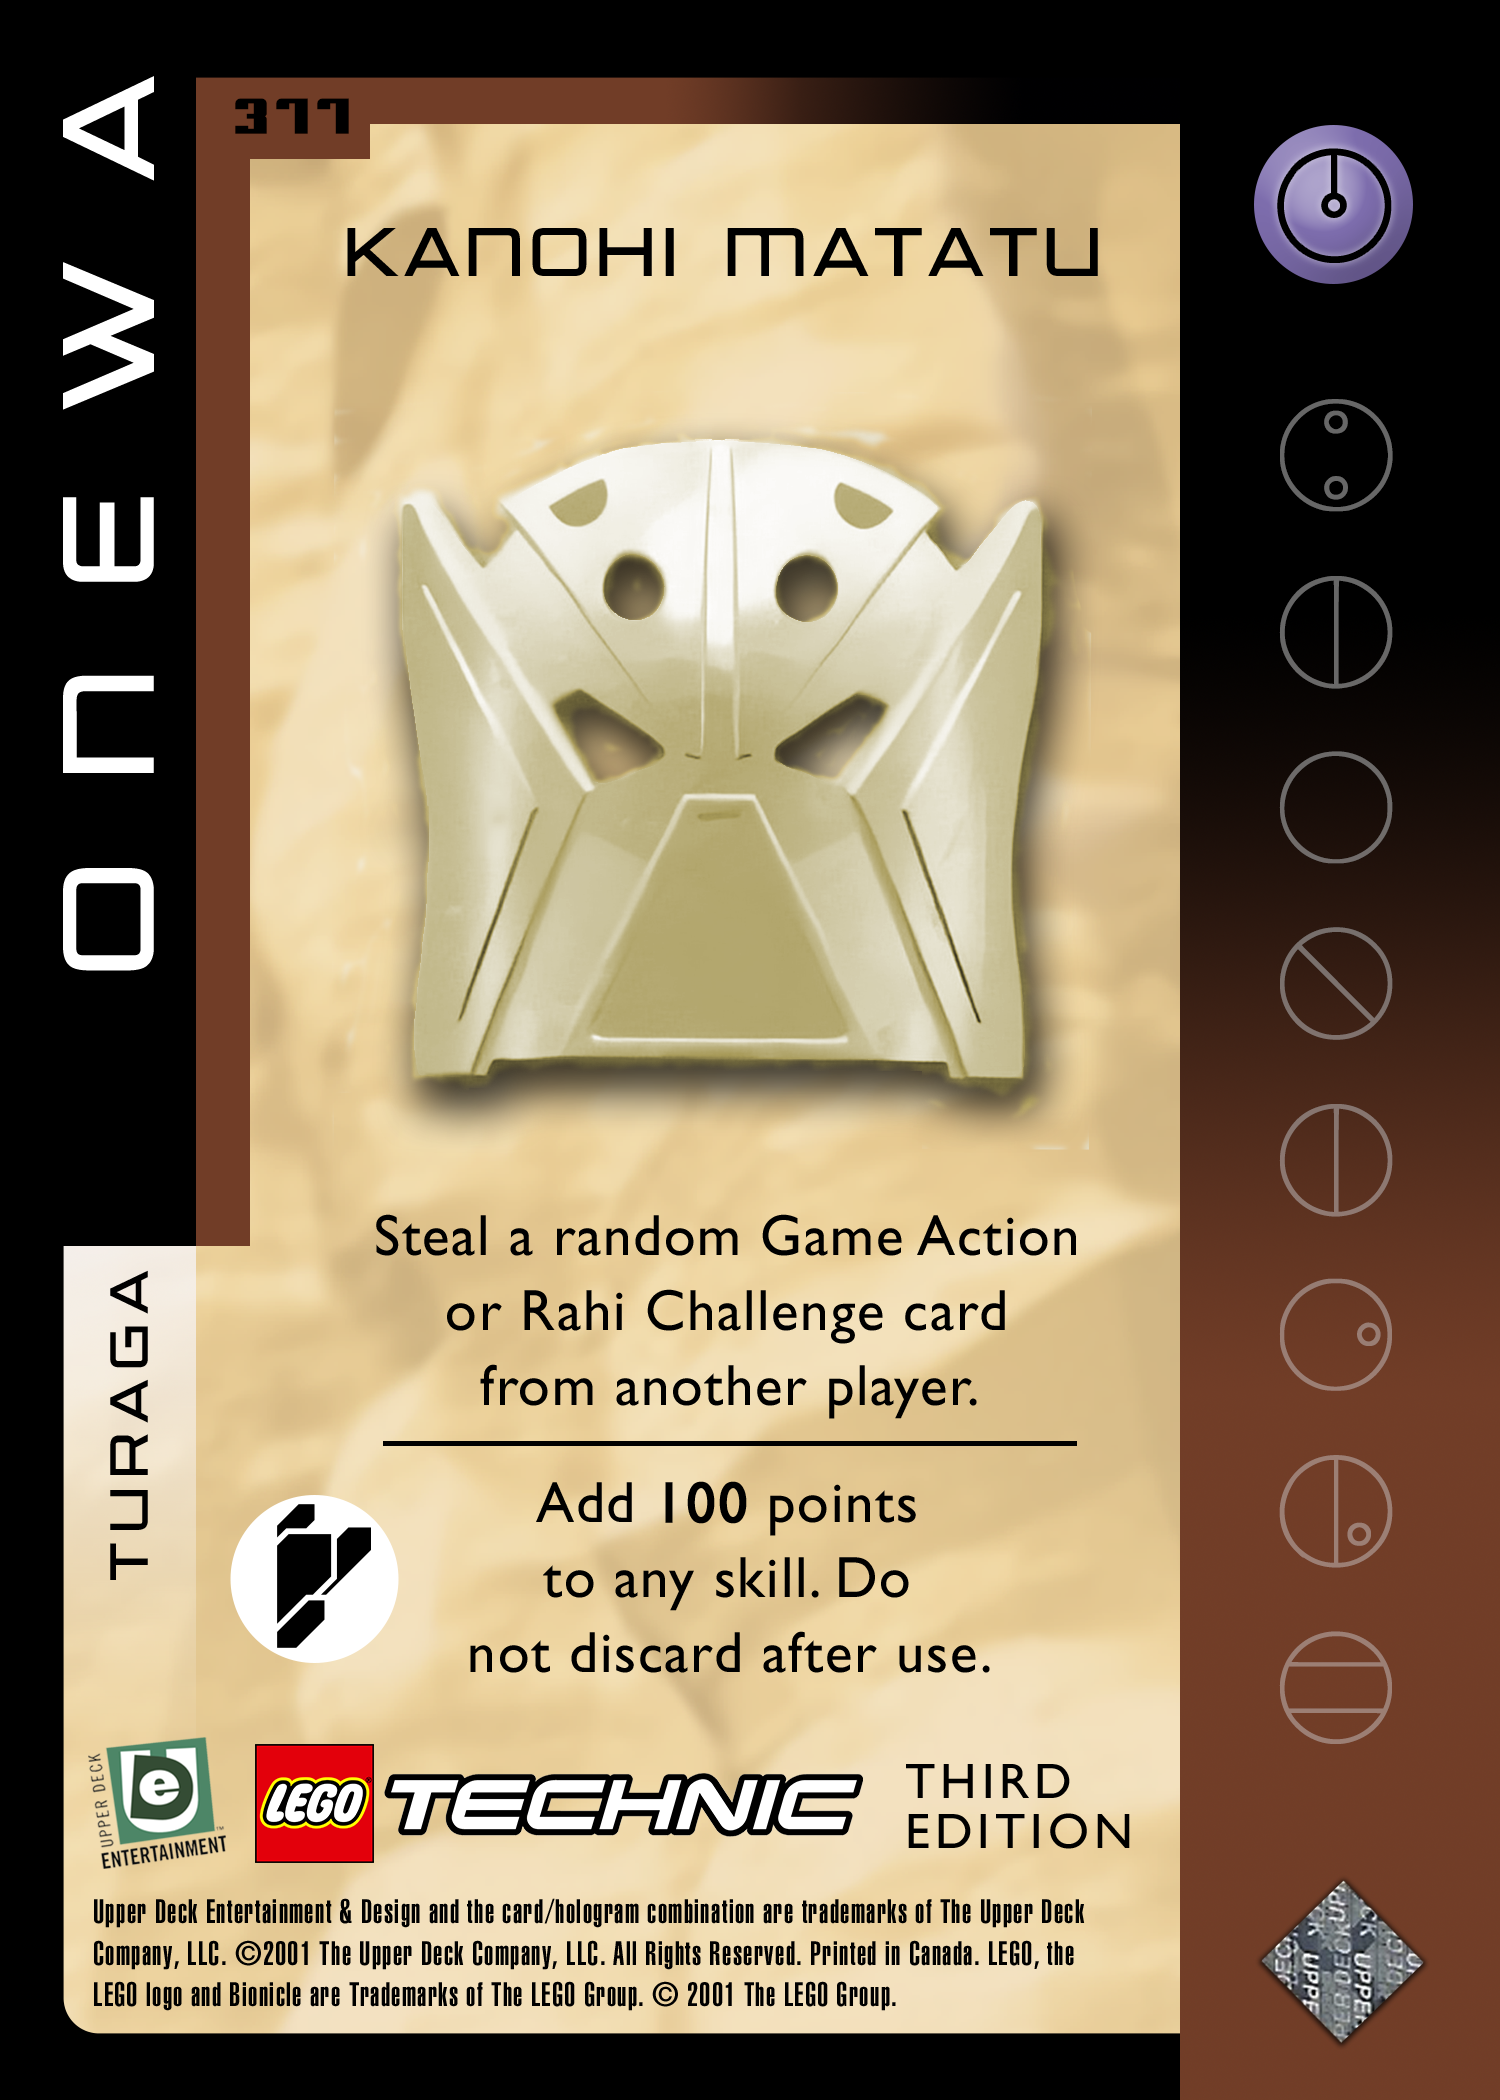 377
ONEWA
KANOHI MATATU
Steal a random Game Action
or Rahi Challenge card
from another player.
Add 100 points
to any skill. Do
not discard after use.
TURAGA
UPPER DECK
e
ENTERTAINMENT
™
LEGO
TECHNIC
THIRD
EDITION
Upper Deck Entertainment & Design and the card/hologram combination are trademarks of The Upper Deck
Company, LLC. ©2001 The Upper Deck Company, LLC. All Rights Reserved. Printed in Canada. LEGO, the
LEGO logo and Bionicle are Trademarks of The LEGO Group. © 2001 The LEGO Group.